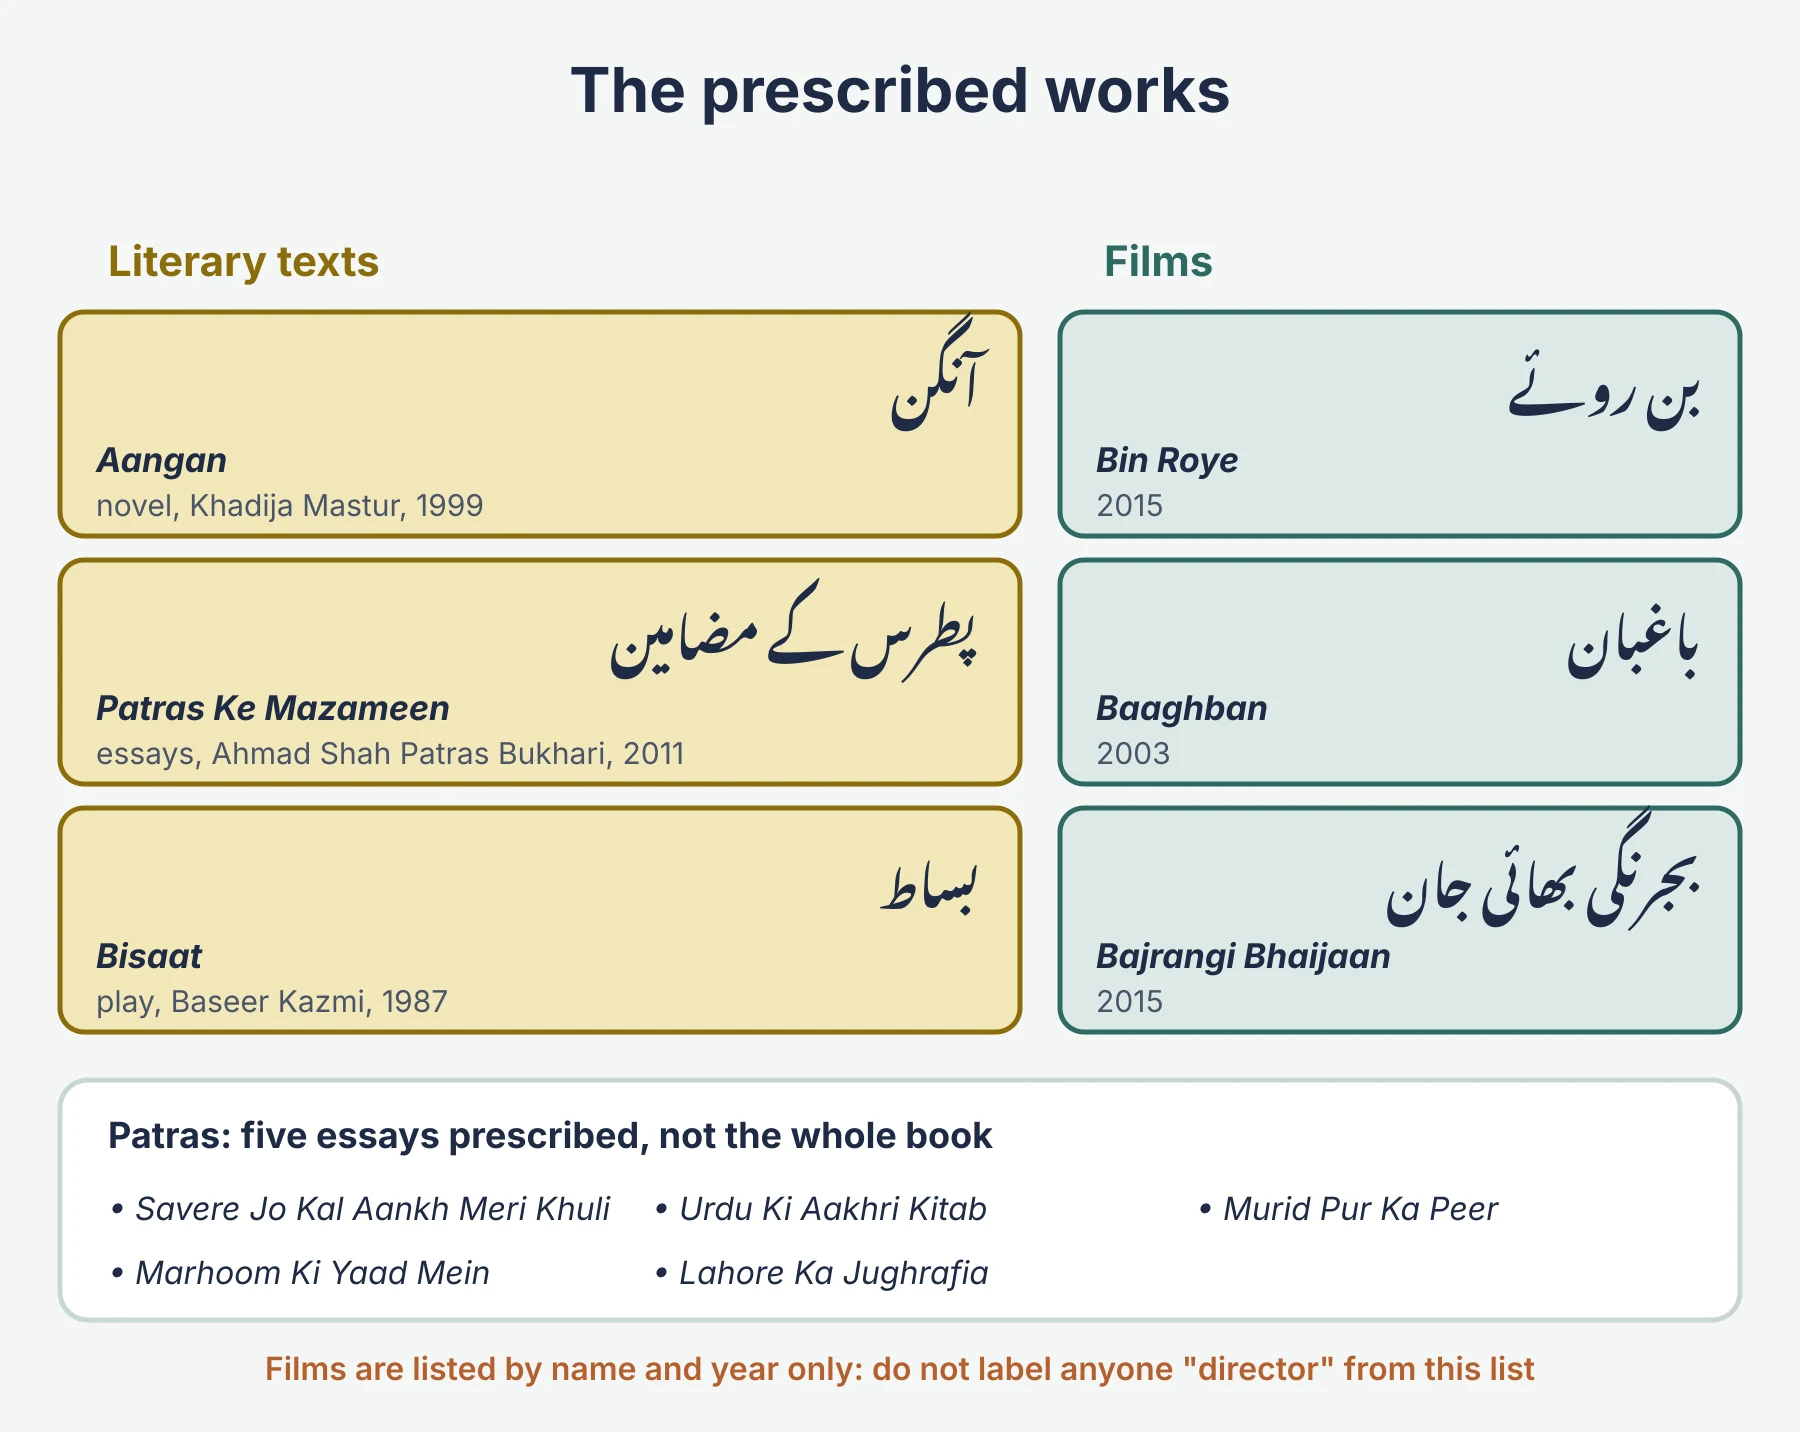 The prescribed works
Literary texts
آنگن
Aangan
novel, Khadija Mastur, 1999
پطرس کے مضامین
Patras Ke Mazameen
essays, Ahmad Shah Patras Bukhari, 2011
بساط
Bisaat
play, Baseer Kazmi, 1987
Films
بن روئے
Bin Roye
2015
باغبان
Baaghban
2003
بجرنگی بھائی جان
Bajrangi Bhaijaan
2015
Patras: five essays prescribed, not the whole book
• Savere Jo Kal Aankh Meri Khuli
• Urdu Ki Aakhri Kitab
• Murid Pur Ka Peer
• Marhoom Ki Yaad Mein
• Lahore Ka Jughrafia
Films are listed by name and year only: do not label anyone "director" from this list